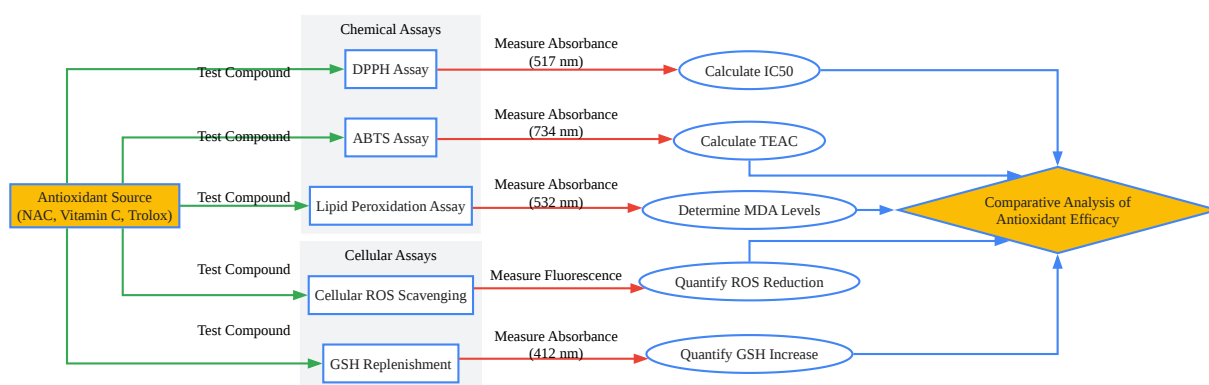 Chemical Assays
Test Compound
DPPH Assay
Measure Absorbance
(517 nm)
Calculate IC50
Test Compound
ABTS Assay
Measure Absorbance
(734 nm)
Calculate TEAC
Antioxidant Source
(NAC, Vitamin C, Trolox)
Test Compound
Lipid Peroxidation Assay
Measure Absorbance
(532 nm)
Determine MDA Levels
Comparative Analysis of
Antioxidant Efficacy
Cellular Assays
Test Compound
Cellular ROS Scavenging
Measure Fluorescence
Quantify ROS Reduction
Test Compound
GSH Replenishment
Measure Absorbance
(412 nm)
Quantify GSH Increase